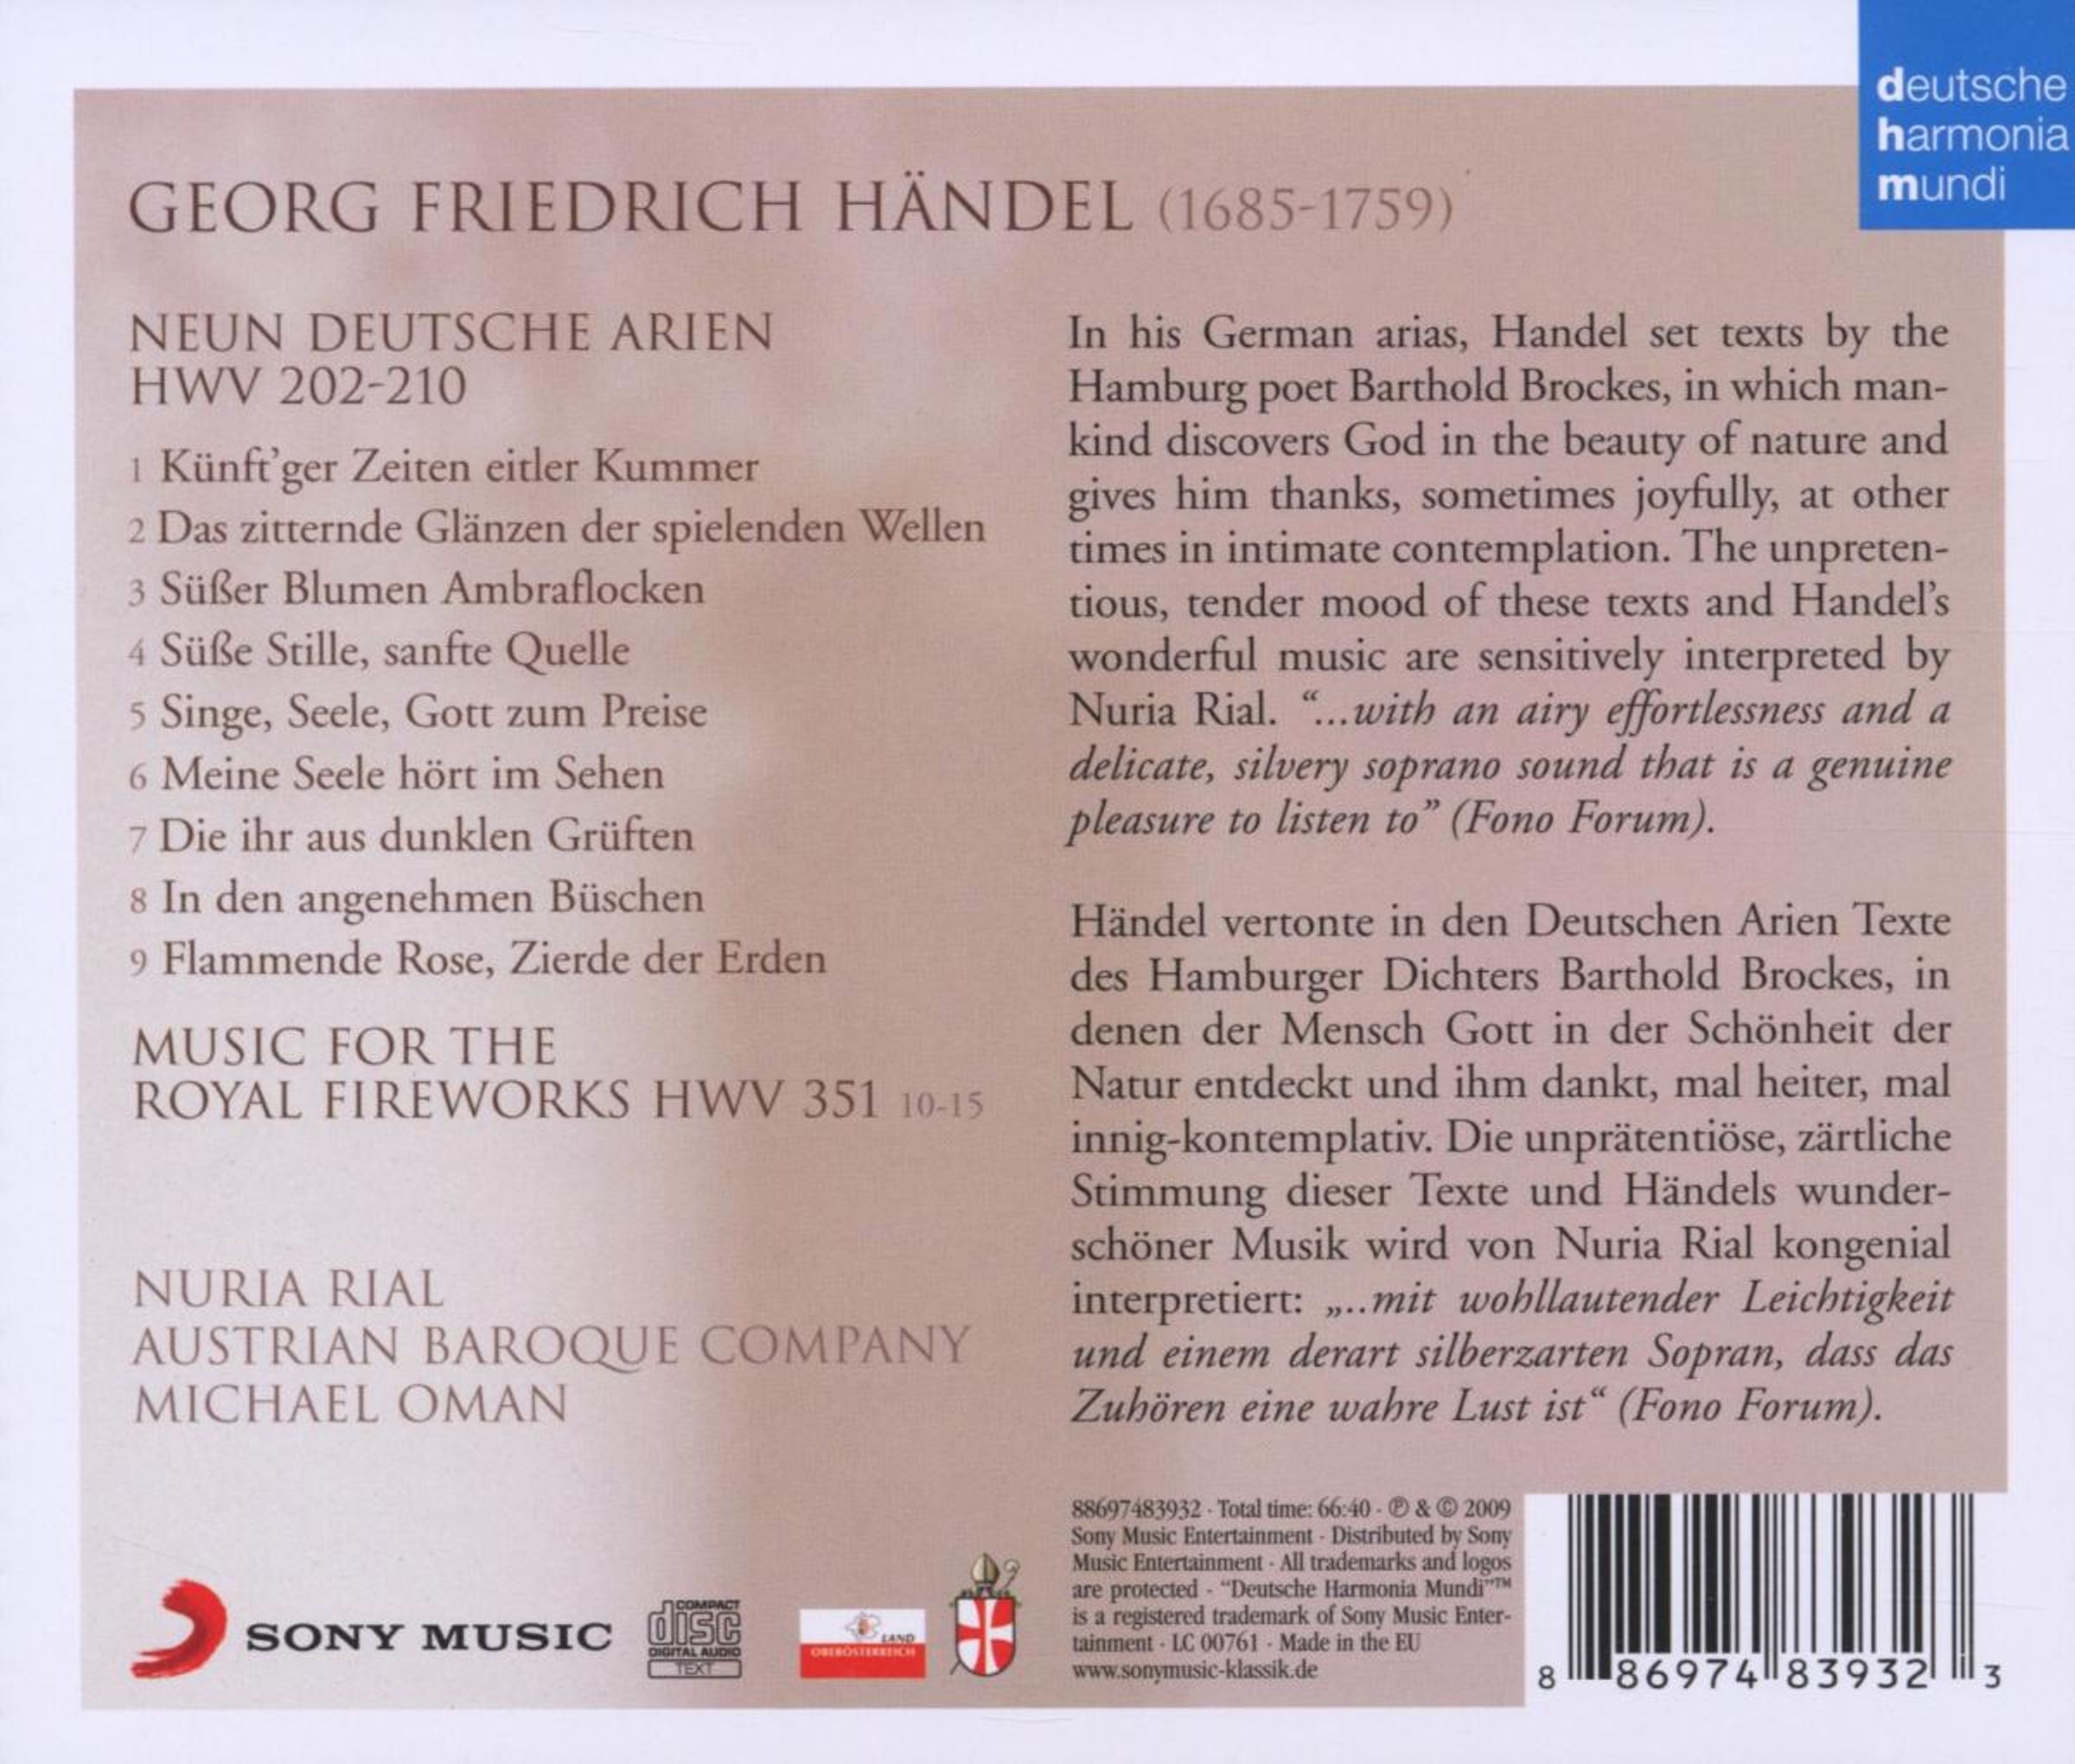 deutsche
harmonia
mundi
GEORG FRIEDRICH HÄNDEL (1685-1759)
NEUN DEUTSCHE ARIEN
HWV 202-210
1 Künft'ger Zeiten eitler Kummer
2 Das zitternde Glänzen der spielenden Wellen
3 Süßer Blumen Ambraflocken
4 Süße Stille, sanfte Quelle
5 Singe, Seele, Gott zum Preise
6 Meine Seele hört im Sehen
7 Die ihr aus dunklen Grüften
8 In den angenehmen Büschen
9 Flammende Rose, Zierde der Erden
MUSIC FOR THE
ROYAL FIREWORKS HWV 351 10-15
NURIA RIAL
AUSTRIAN BAROQUE COMPANY
MICHAEL OMAN
In his German arias, Handel set texts by the
Hamburg poet Barthold Brockes, in which man-
kind discovers God in the beauty of nature and
gives him thanks, sometimes joyfully, at other
times in intimate contemplation. The unpreten-
tious, tender mood of these texts and Handel's
wonderful music are sensitively interpreted by
Nuria Rial. "...with an airy effortlessness and a
delicate, silvery soprano sound that is a genuine
pleasure to listen to" (Fono Forum).
Händel vertonte in den Deutschen Arien Texte
des Hamburger Dichters Barthold Brockes, in
denen der Mensch Gott in der Schönheit der
Natur entdeckt und ihm dankt, mal heiter, mal
innig-kontemplativ. Die unprätentiöse, zärtliche
Stimmung dieser Texte und Händels wunder-
schöner Musik wird von Nuria Rial kongenial
interpretiert: „...mit wohllautender Leichtigkeit
und einem derart silberzarten Sopran, dass das
Zuhören eine wahre Lust ist“ (Fono Forum).
SONY MUSIC
COMPACT
disc
DIGITAL AUDIO
TEXT
LAND
OBERÖSTERREICH
88697483932 · Total time: 66:40 · ℗ & © 2009
Sony Music Entertainment · Distributed by Sony
Music Entertainment · All trademarks and logos
are protected · "Deutsche Harmonia Mundi"™
is a registered trademark of Sony Music Enter-
tainment · LC 00761 · Made in the EU
www.sonymusic-klassik.de
8 86974 83932 3